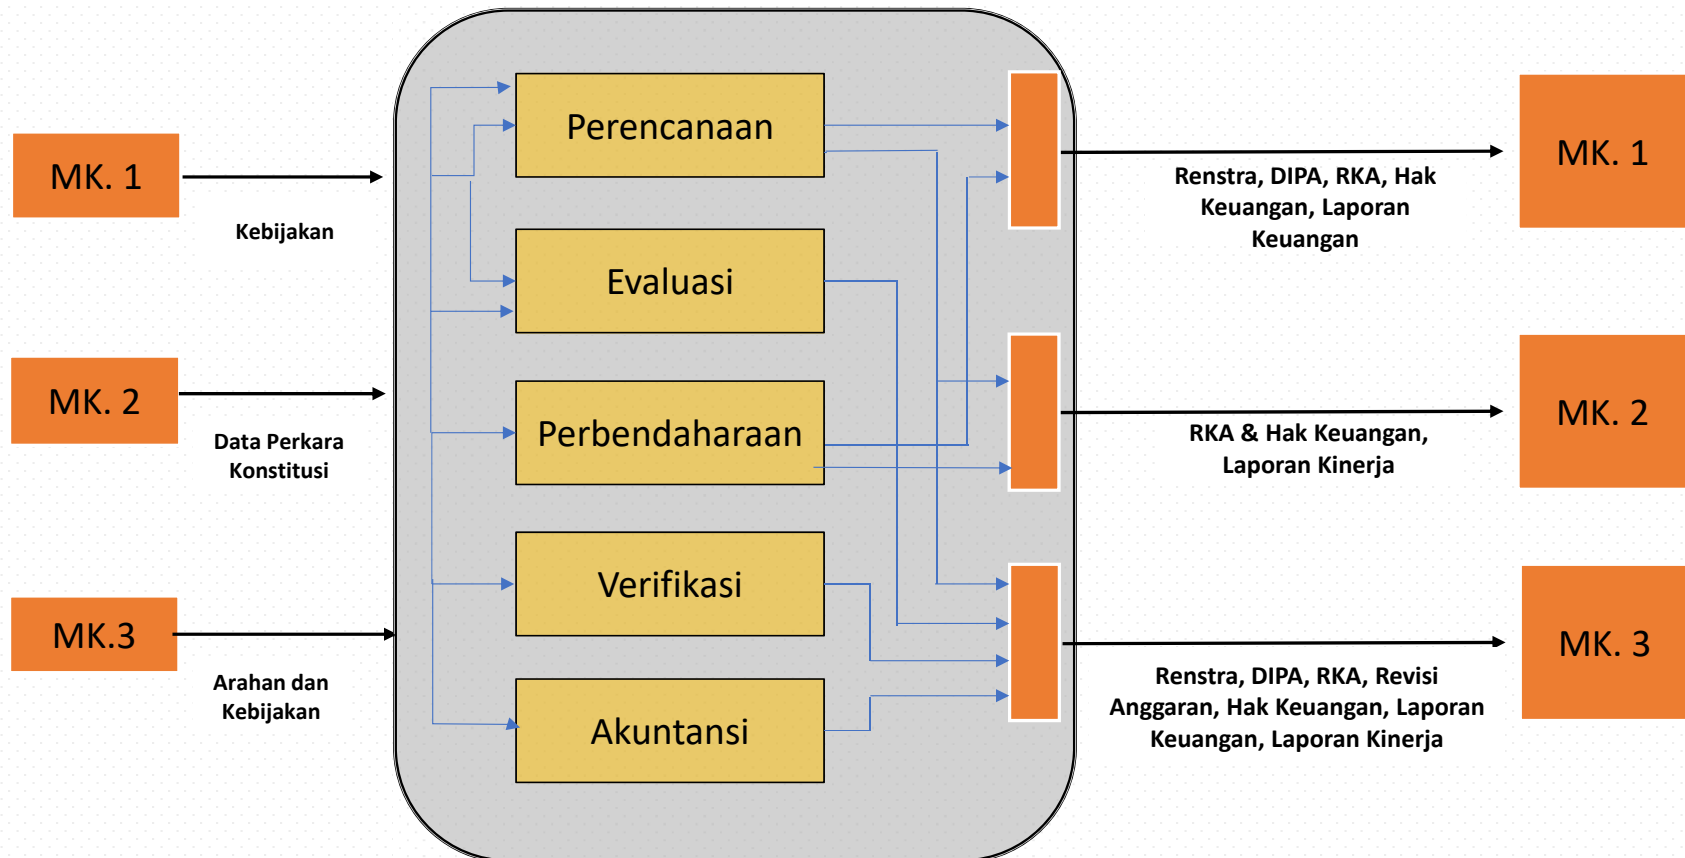 MK. 1
Kebijakan
MK. 2
Data Perkara
Konstitusi
MK.3
Arahan dan
Kebijakan
Perencanaan
Evaluasi
Perbendaharaan
Verifikasi
Akuntansi
Renstra, DIPA, RKA, Hak
Keuangan, Laporan
Keuangan
MK. 1
RKA & Hak Keuangan,
Laporan Kinerja
MK. 2
Renstra, DIPA, RKA, Revisi
Anggaran, Hak Keuangan, Laporan
Keuangan, Laporan Kinerja
MK. 3